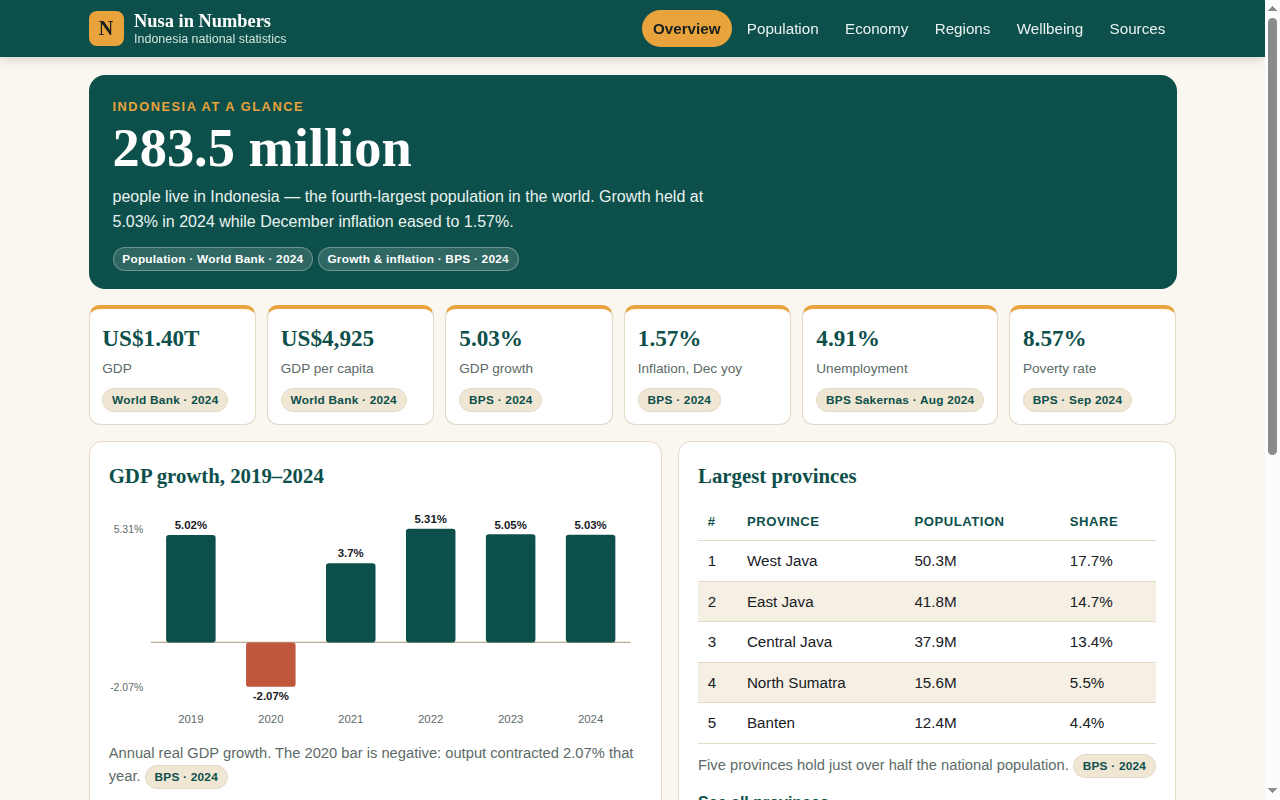 N
Nusa in Numbers
Indonesia national statistics
Overview
Population
Economy
Regions
Wellbeing
Sources
INDONESIA AT A GLANCE
283.5 million
people live in Indonesia — the fourth-largest population in the world. Growth held at
5.03% in 2024 while December inflation eased to 1.57%.
Population · World Bank · 2024
Growth & inflation · BPS · 2024
US$1.40T
GDP
World Bank · 2024
US$4,925
GDP per capita
World Bank · 2024
5.03%
GDP growth
BPS · 2024
1.57%
Inflation, Dec yoy
BPS · 2024
4.91%
Unemployment
BPS Sakernas · Aug 2024
8.57%
Poverty rate
BPS · Sep 2024
GDP growth, 2019–2024
5.31%
-2.07%
5.02%
-2.07%
3.7%
5.31%
5.05%
5.03%
2019
2020
2021
2022
2023
2024
Annual real GDP growth. The 2020 bar is negative: output contracted 2.07% that
year. BPS · 2024
Largest provinces
# PROVINCE POPULATION SHARE
1 West Java 50.3M 17.7%
2 East Java 41.8M 14.7%
3 Central Java 37.9M 13.4%
4 North Sumatra 15.6M 5.5%
5 Banten 12.4M 4.4%
Five provinces hold just over half the national population. BPS · 2024
See all provinces